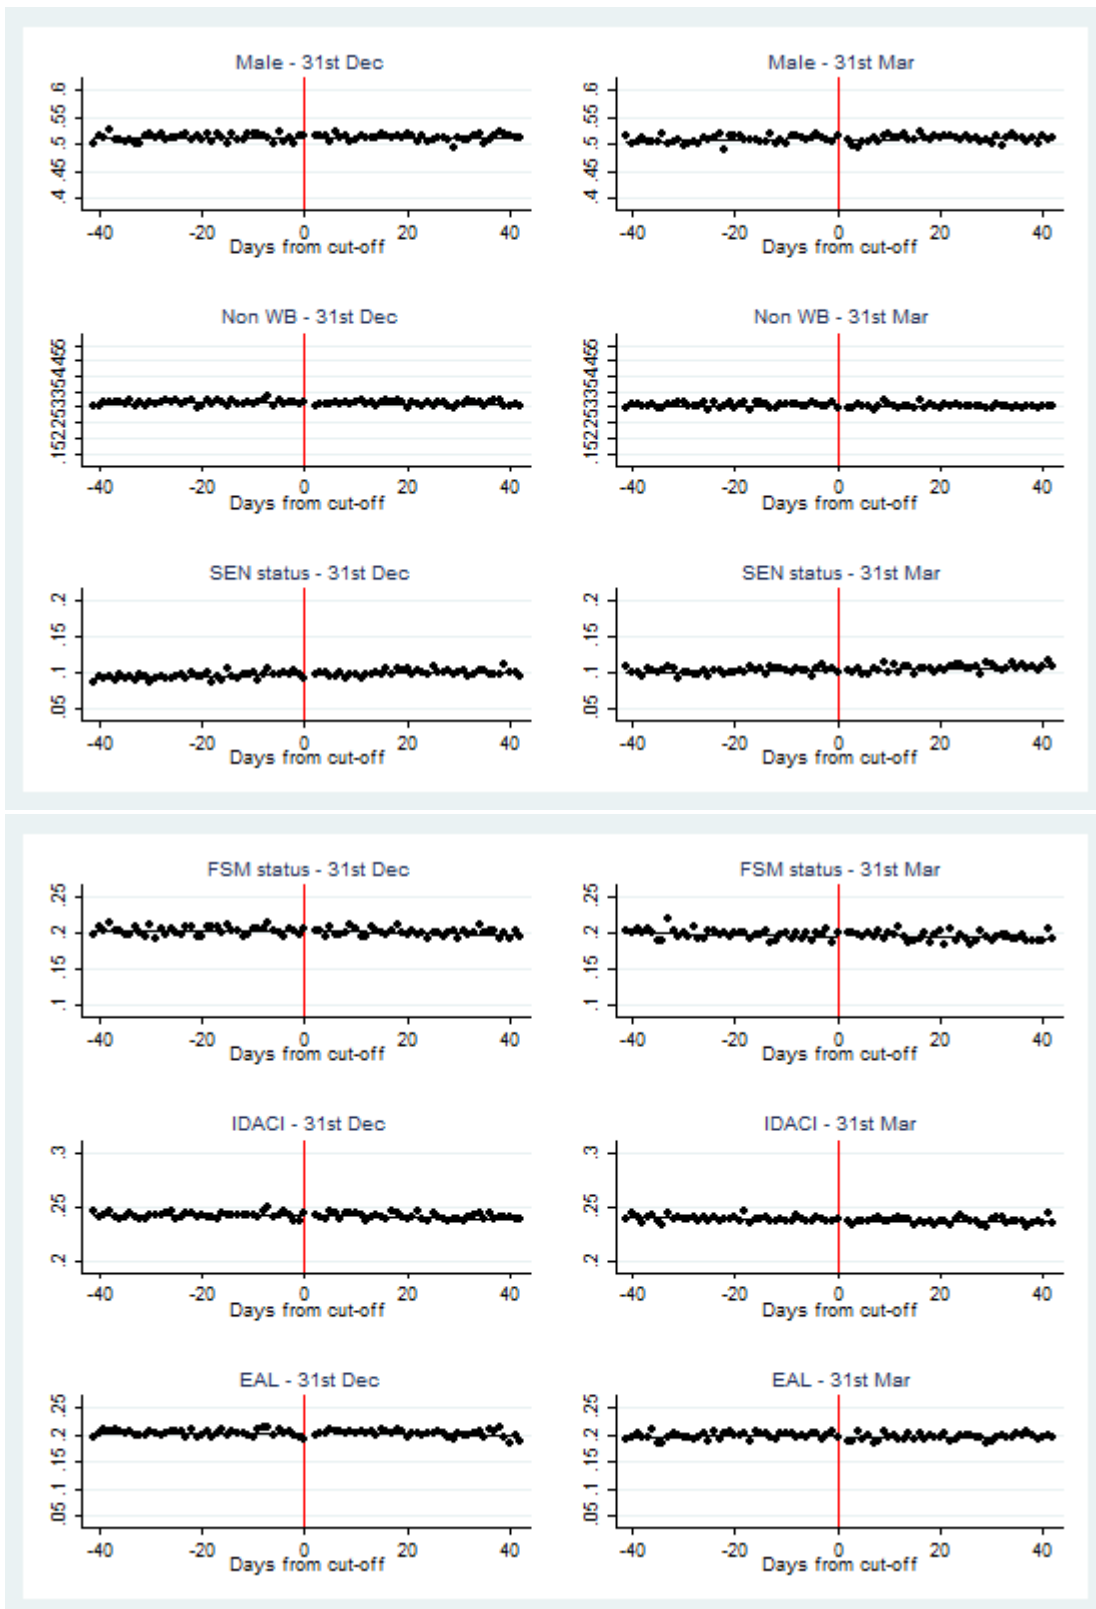 Male - 31st Dec
Male - 31st Mar
.6
.55
.5
.45
.4
-40 -20 0 20 40
Days from cut-off
.6
.55
.5
.45
.4
-40 -20 0 20 40
Days from cut-off
Non WB - 31st Dec
Non WB - 31st Mar
-40 -20 0 20 40
Days from cut-off
-40 -20 0 20 40
Days from cut-off
SEN status - 31st Dec
SEN status - 31st Mar
.2
.15
.1
.05
-40 -20 0 20 40
Days from cut-off
.2
.15
.1
.05
-40 -20 0 20 40
Days from cut-off
FSM status - 31st Dec
FSM status - 31st Mar
.25
.2
.15
.1
-40 -20 0 20 40
Days from cut-off
.25
.2
.15
.1
-40 -20 0 20 40
Days from cut-off
IDACI - 31st Dec
IDACI - 31st Mar
.3
.25
.2
-40 -20 0 20 40
Days from cut-off
.3
.25
.2
-40 -20 0 20 40
Days from cut-off
EAL - 31st Dec
EAL - 31st Mar
.25
.2
.15
.1
.05
-40 -20 0 20 40
Days from cut-off
.25
.2
.15
.1
.05
-40 -20 0 20 40
Days from cut-off